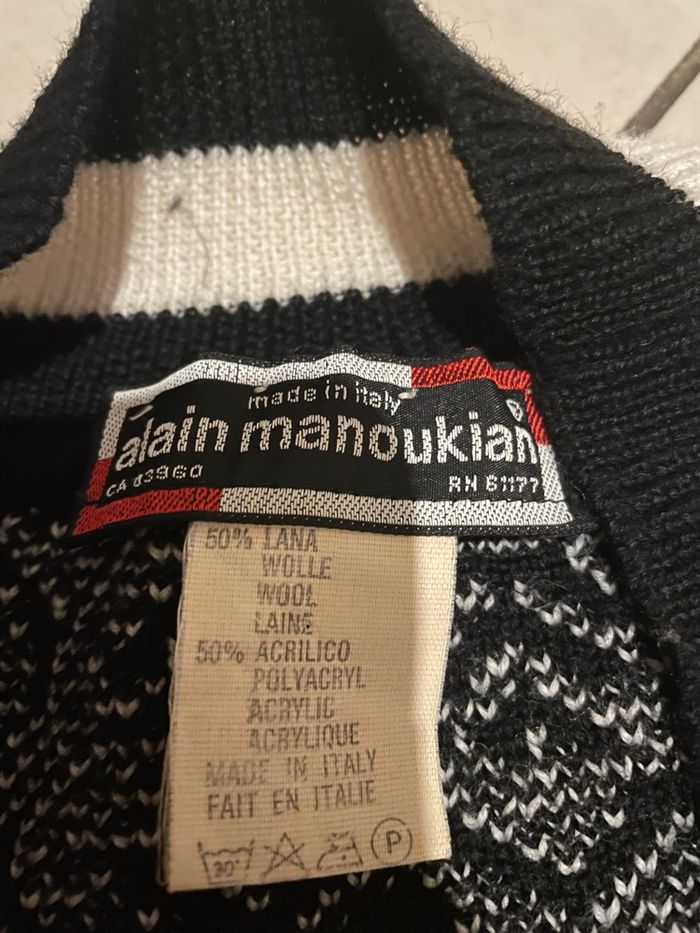 made in italy
alain manoukian
CA 03960 RN 61177
50% LANA
WOLLE
WOOL
LAINE
50% ACRILICO
POLYACRYL
ACRYLIC
ACRYLIQUE
MADE IN ITALY
FAIT EN ITALIE
30° P